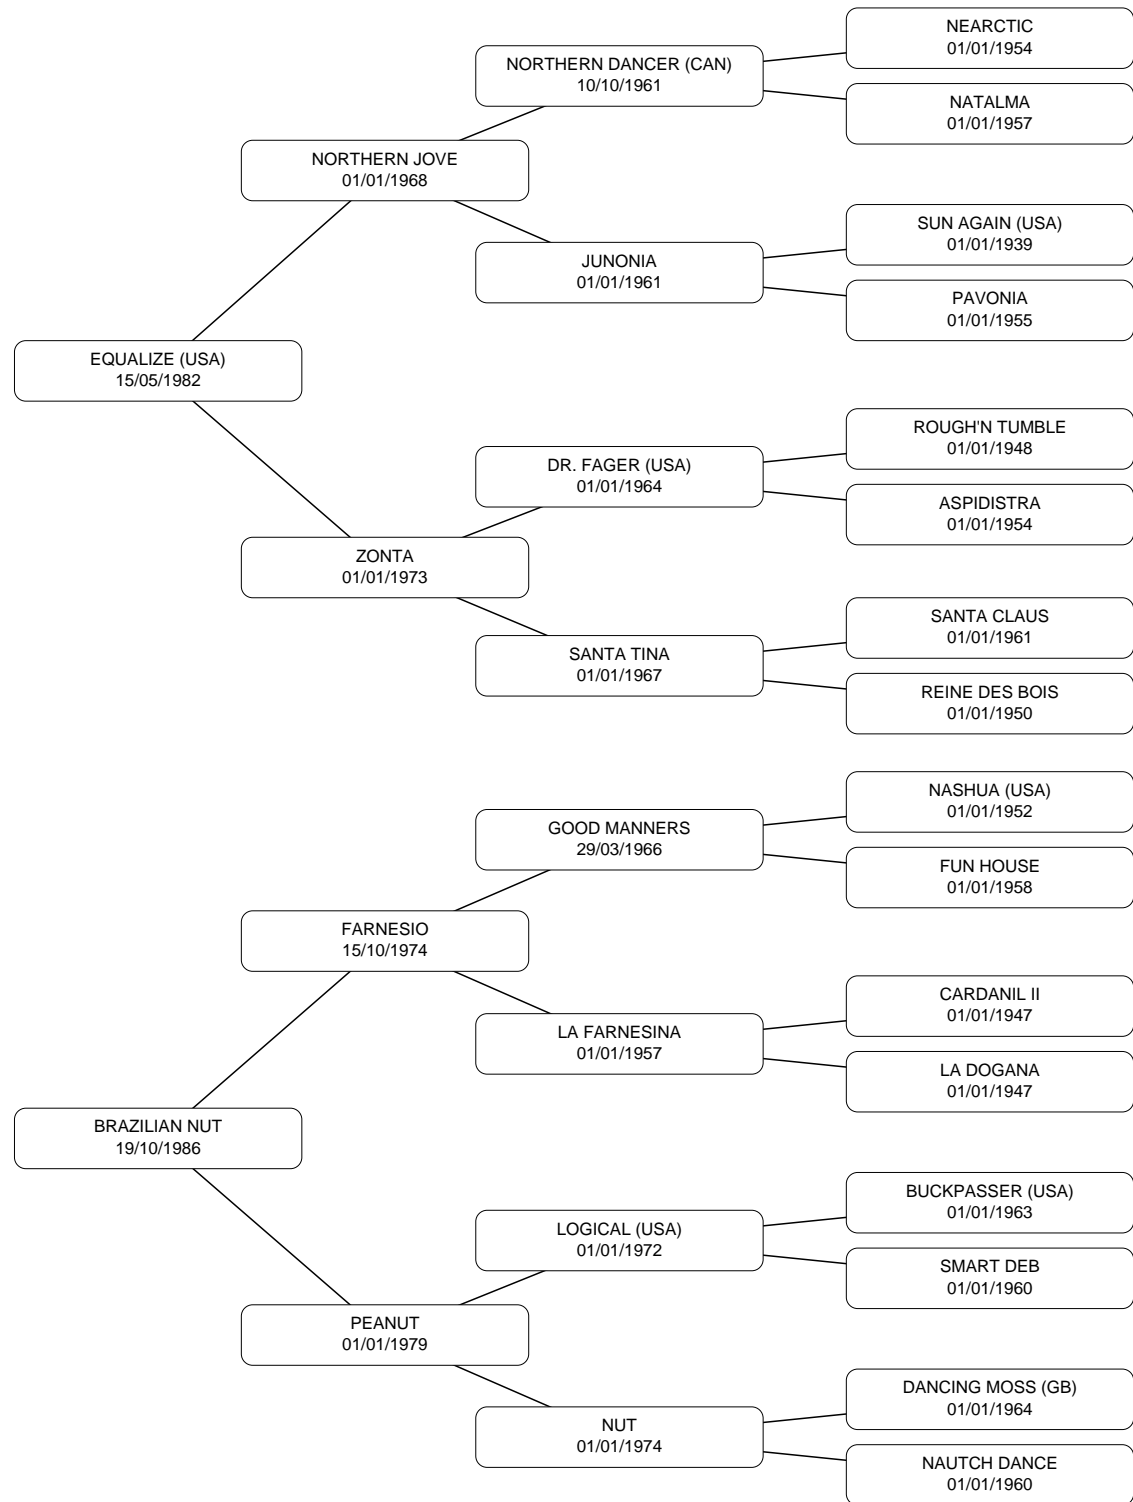 NEARCTIC
01/01/1954
NORTHERN DANCER (CAN)
10/10/1961
NATALMA
01/01/1957
NORTHERN JOVE
01/01/1968
SUN AGAIN (USA)
01/01/1939
JUNONIA
01/01/1961
PAVONIA
01/01/1955
EQUALIZE (USA)
15/05/1982
ROUGH'N TUMBLE
01/01/1948
DR. FAGER (USA)
01/01/1964
ASPIDISTRA
01/01/1954
ZONTA
01/01/1973
SANTA CLAUS
01/01/1961
SANTA TINA
01/01/1967
REINE DES BOIS
01/01/1950
NASHUA (USA)
01/01/1952
GOOD MANNERS
29/03/1966
FUN HOUSE
01/01/1958
FARNESIO
15/10/1974
CARDANIL II
01/01/1947
LA FARNESINA
01/01/1957
LA DOGANA
01/01/1947
BRAZILIAN NUT
19/10/1986
BUCKPASSER (USA)
01/01/1963
LOGICAL (USA)
01/01/1972
SMART DEB
01/01/1960
PEANUT
01/01/1979
DANCING MOSS (GB)
01/01/1964
NUT
01/01/1974
NAUTCH DANCE
01/01/1960